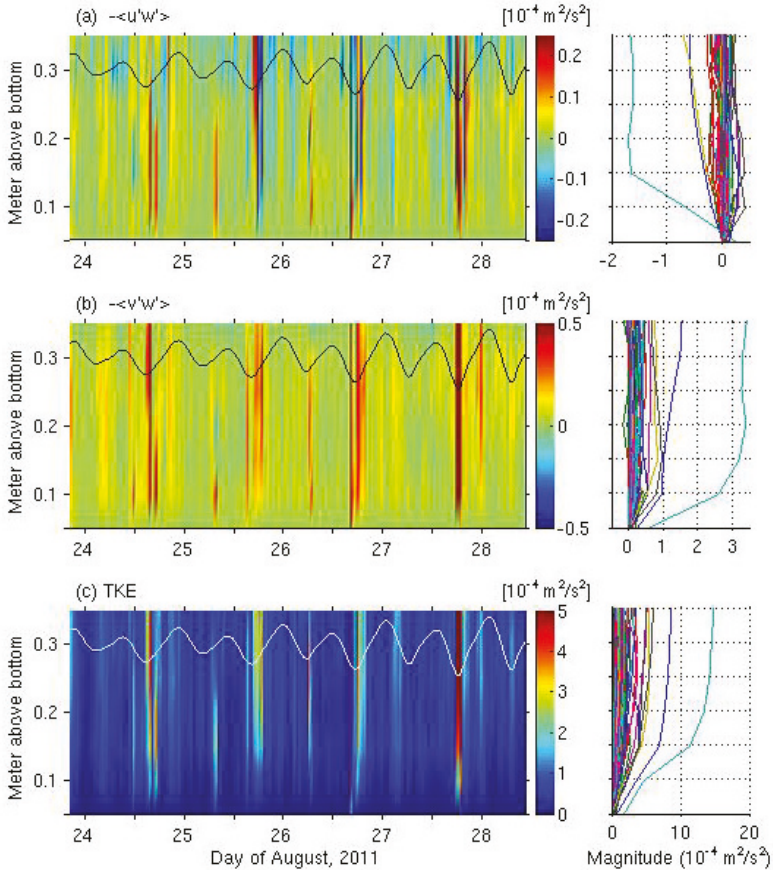 (a) -<u'w'> [10⁻⁴ m²/s²]
Meter above bottom
0.3
0.2
0.1
24 25 26 27 28
0.2
0.1
0
-0.1
-0.2
-2 -1 0
(b) -<v'w'> [10⁻⁴ m²/s²]
Meter above bottom
0.3
0.2
0.1
24 25 26 27 28
0.5
0
-0.5
0 1 2 3
(c) TKE [10⁻⁴ m²/s²]
Meter above bottom
0.3
0.2
0.1
24 25 26 27 28
5
4
3
2
1
0
0 10 20
Day of August, 2011
Magnitude (10⁻⁴ m²/s²)